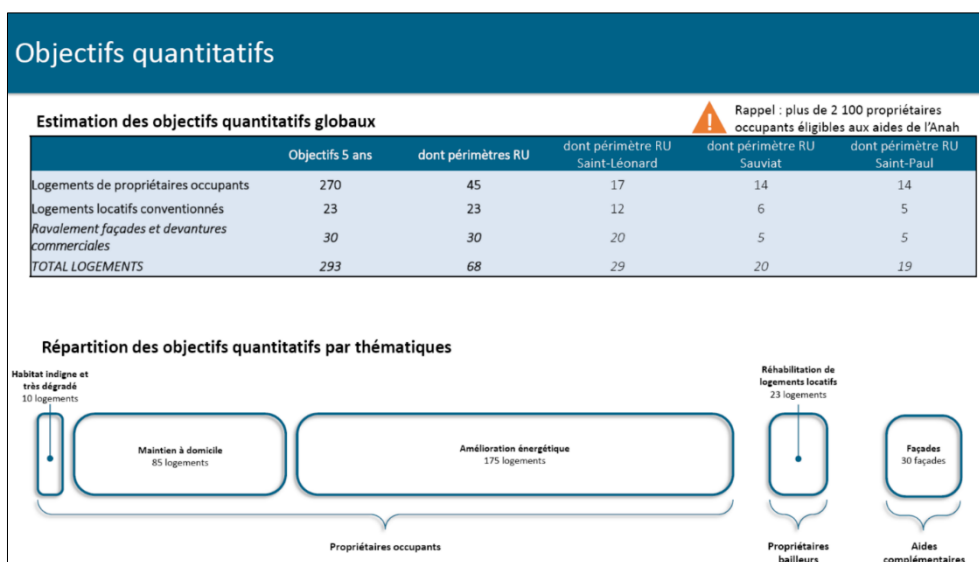 Objectifs quantitatifs
Estimation des objectifs quantitatifs globaux
Rappel : plus de 2 100 propriétaires
occupants éligibles aux aides de l'Anah
Objectifs 5 ans dont périmètres RU dont périmètre RU Saint-Léonard dont périmètre RU Sauviat dont périmètre RU Saint-Paul
Logements de propriétaires occupants 270 45 17 14 14
Logements locatifs conventionnés 23 23 12 6 5
Ravalement façades et devantures commerciales 30 30 20 5 5
TOTAL LOGEMENTS 293 68 29 20 19
Répartition des objectifs quantitatifs par thématiques
Habitat indigne et
très dégradé
10 logements
Maintien à domicile
85 logements
Amélioration énergétique
175 logements
Réhabilitation de
logements locatifs
23 logements
Façades
30 façades
Propriétaires occupants
Propriétaires
bailleurs
Aides
complémentaires